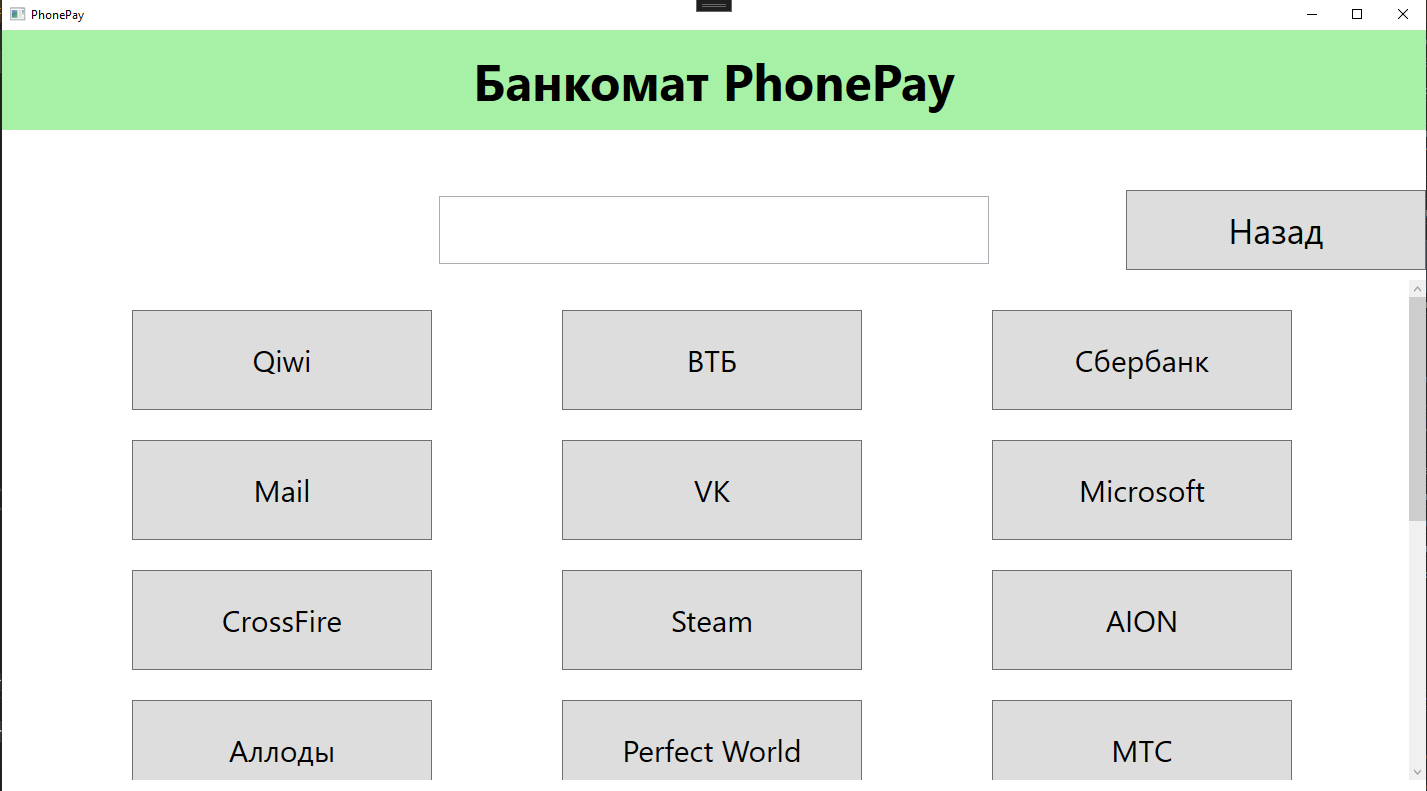 PhonePay
Банкомат PhonePay
Назад
Qiwi
ВТБ
Сбербанк
Mail
VK
Microsoft
CrossFire
Steam
AION
Аллоды
Perfect World
МТС